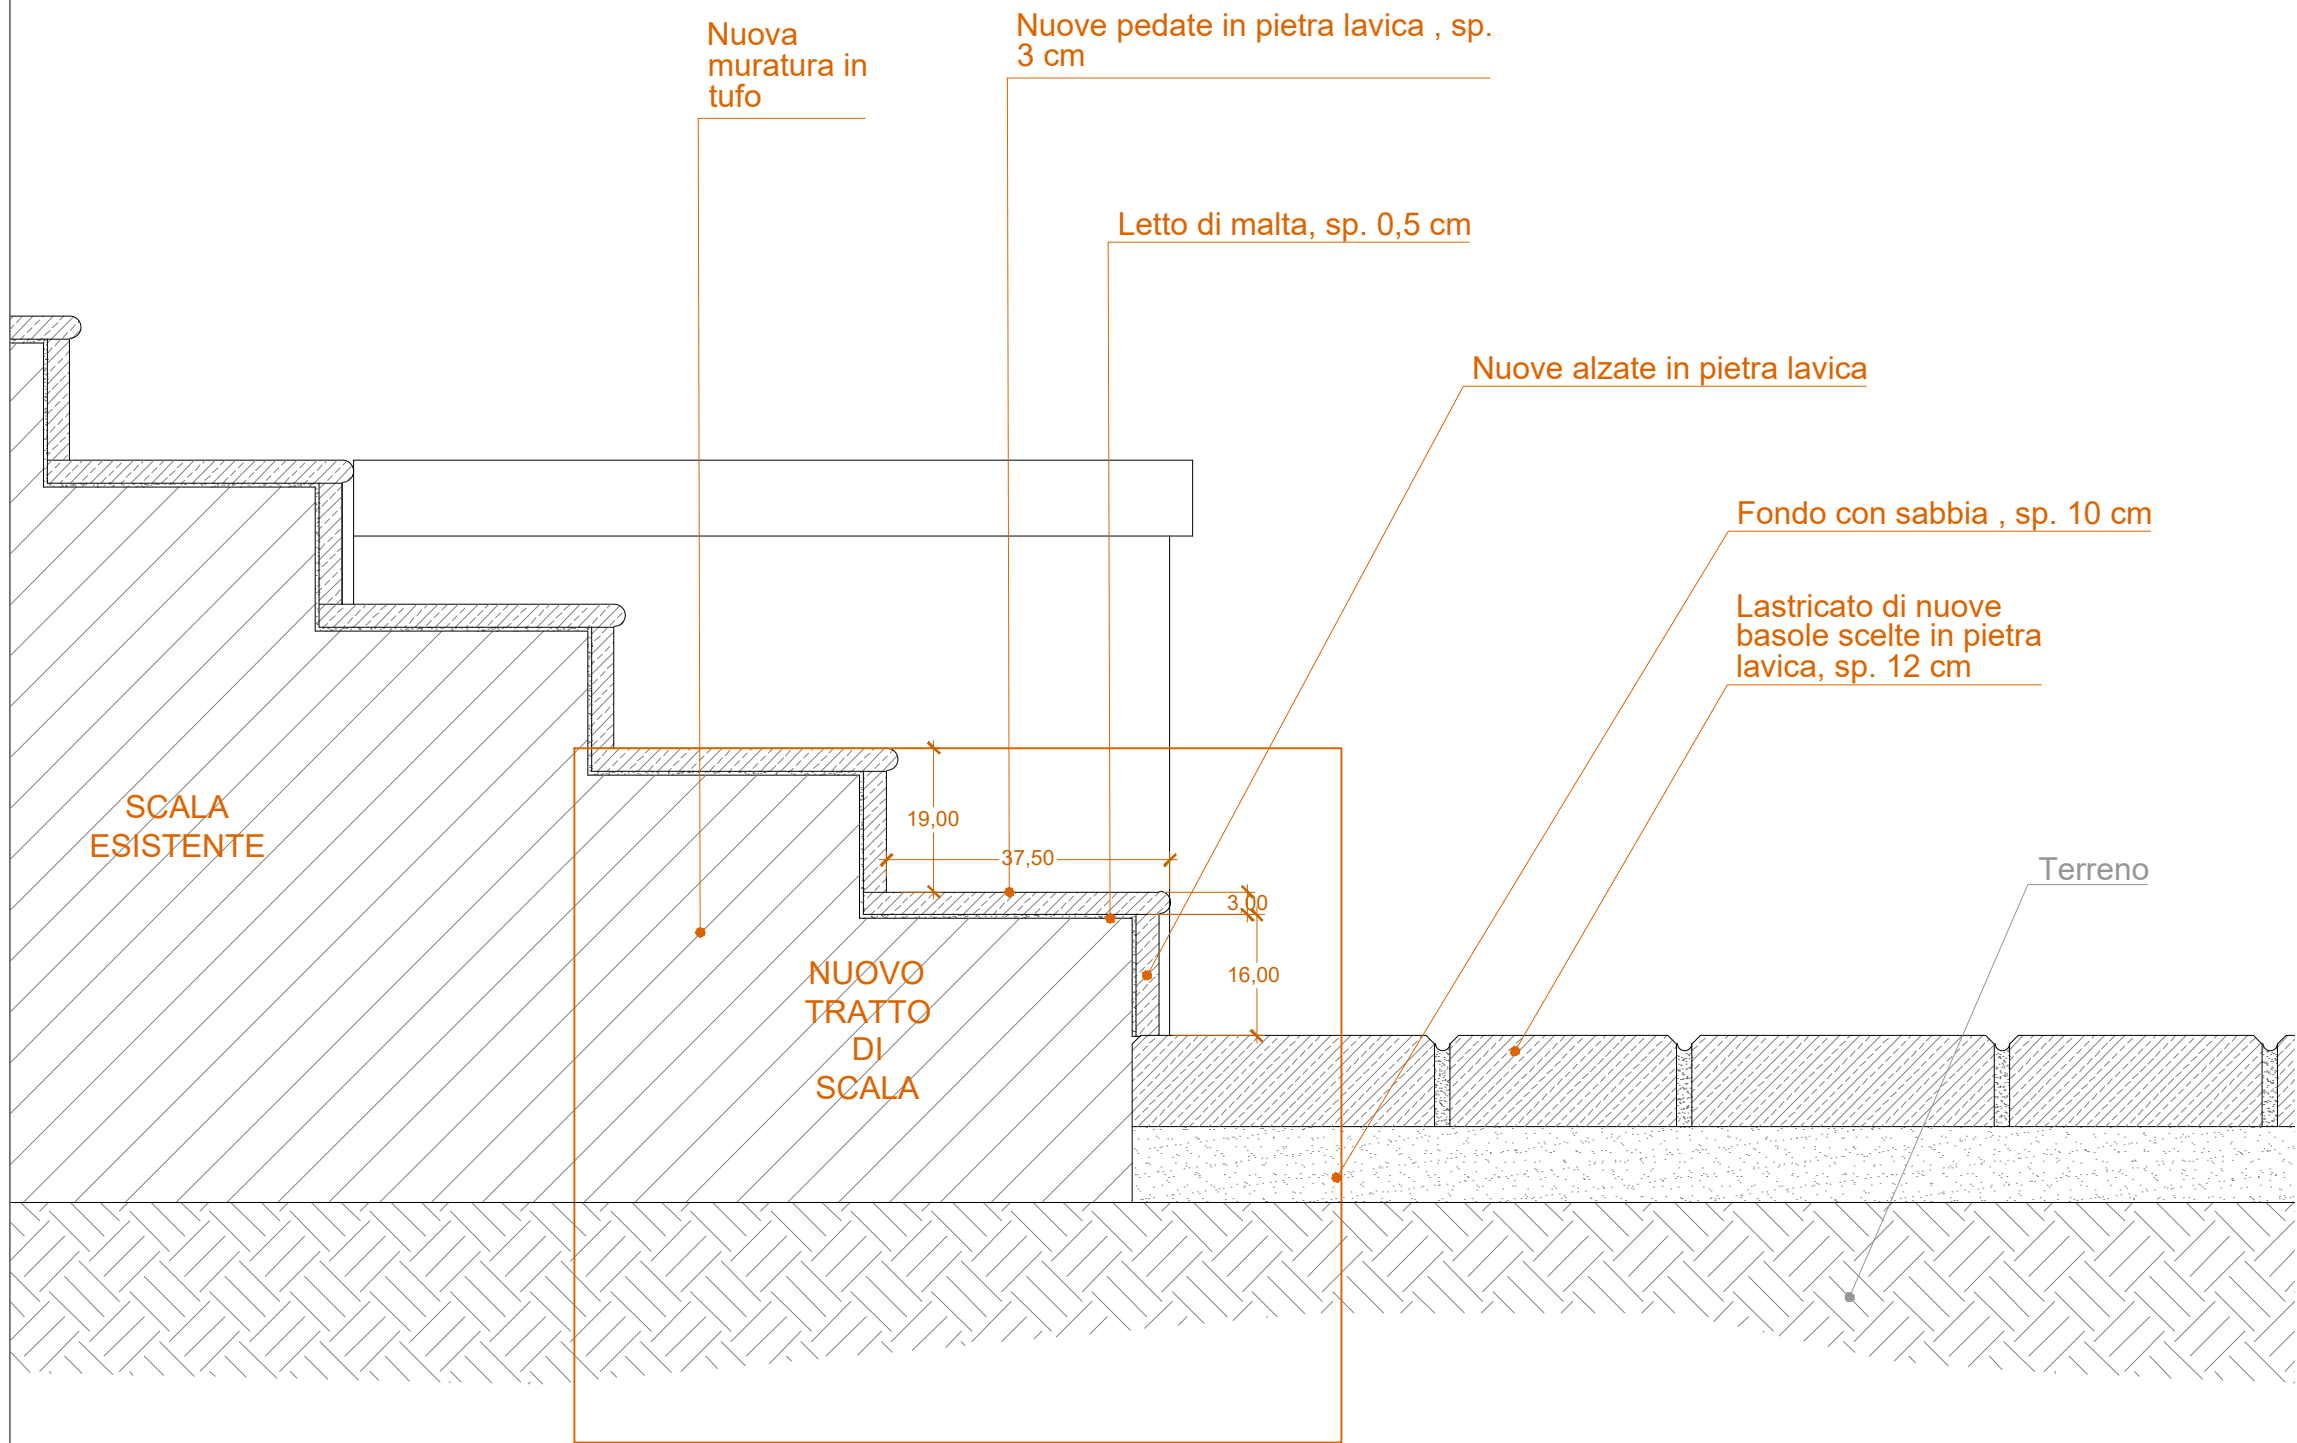 Nuova
muratura in
tufo
Nuove pedate in pietra lavica , sp.
3 cm
Letto di malta, sp. 0,5 cm
Nuove alzate in pietra lavica
Fondo con sabbia , sp. 10 cm
Lastricato di nuove
basole scelte in pietra
lavica, sp. 12 cm
SCALA
ESISTENTE
19,00
37,50
Terreno
3,00
16,00
NUOVO
TRATTO
DI
SCALA